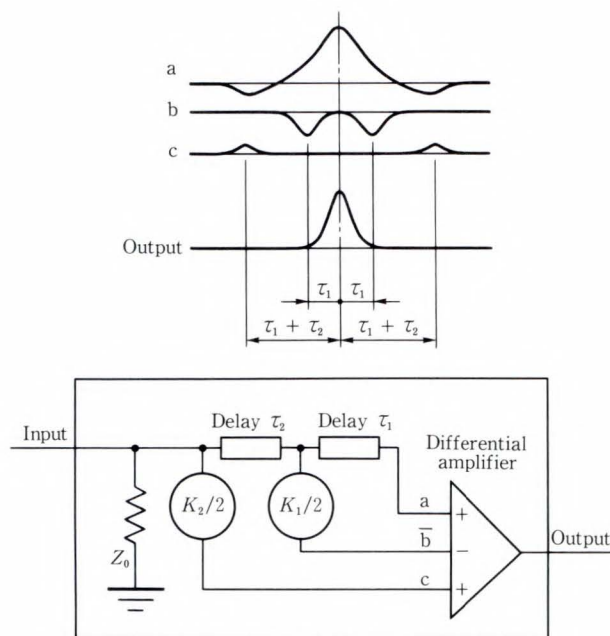 a
b
c
Output
τ₁ τ₁
τ₁ + τ₂ τ₁ + τ₂
Input
Delay τ₂ Delay τ₁
Differential
amplifier
K₂/2 K₁/2
Z₀
a
+
b̅
−
c
+
Output